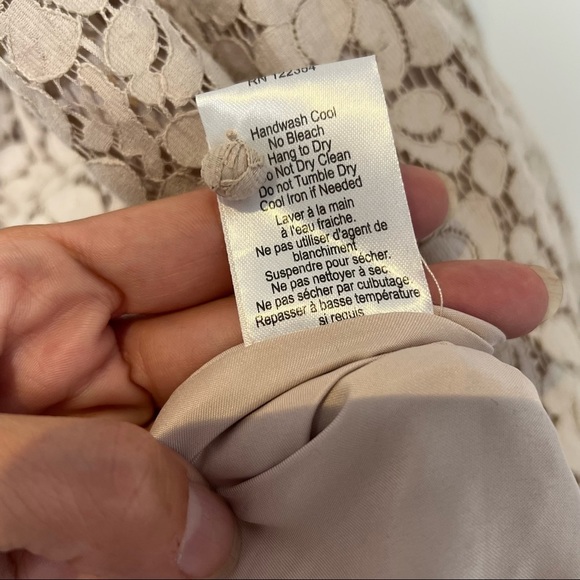 RN 122354
Handwash Cool
No Bleach
Hang to Dry
o Not Dry Clean
Do not Tumble Dry
Cool Iron if Needed
Laver à la main
à l'eau fraiche.
Ne pas utiliser d'agent de
blanchiment
Suspendre pour sécher.
Ne pas nettoyer à sec
Ne pas sécher par culbutage
Repasser à basse température
si requis